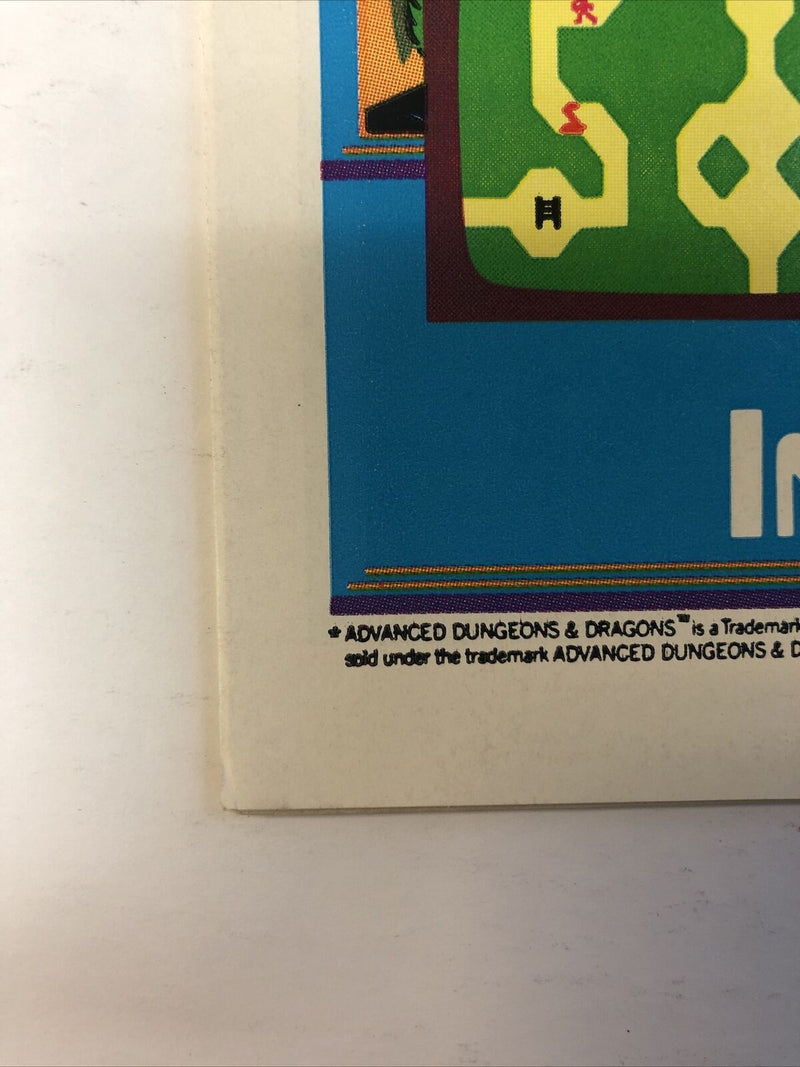 In
* ADVANCED DUNGEONS & DRAGONS™ is a Trademark
sold under the trademark ADVANCED DUNGEONS & D